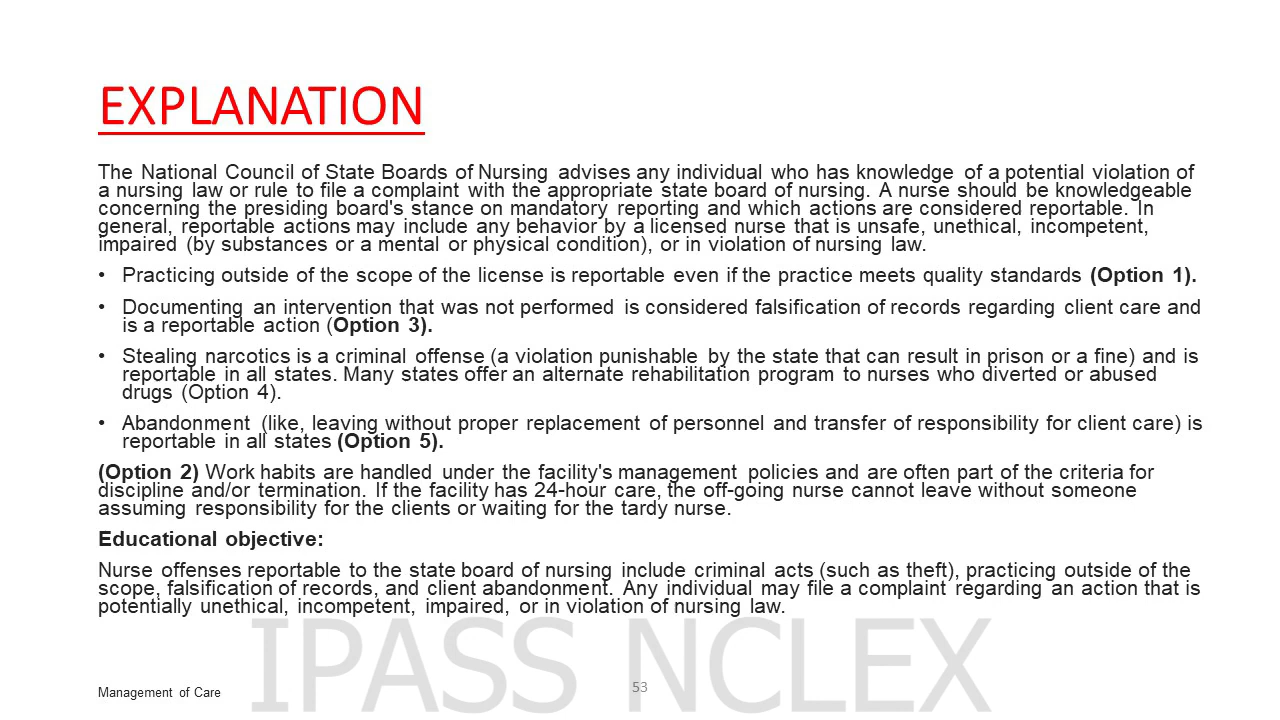 EXPLANATION
The National Council of State Boards of Nursing advises any individual who has knowledge of a potential violation of
a nursing law or rule to file a complaint with the appropriate state board of nursing. A nurse should be knowledgeable
concerning the presiding board's stance on mandatory reporting and which actions are considered reportable. In
general, reportable actions may include any behavior by a licensed nurse that is unsafe, unethical, incompetent,
impaired (by substances or a mental or physical condition), or in violation of nursing law.
• Practicing outside of the scope of the license is reportable even if the practice meets quality standards (Option 1).
• Documenting an intervention that was not performed is considered falsification of records regarding client care and
is a reportable action (Option 3).
• Stealing narcotics is a criminal offense (a violation punishable by the state that can result in prison or a fine) and is
reportable in all states. Many states offer an alternate rehabilitation program to nurses who diverted or abused
drugs (Option 4).
• Abandonment (like, leaving without proper replacement of personnel and transfer of responsibility for client care) is
reportable in all states (Option 5).
(Option 2) Work habits are handled under the facility's management policies and are often part of the criteria for
discipline and/or termination. If the facility has 24-hour care, the off-going nurse cannot leave without someone
assuming responsibility for the clients or waiting for the tardy nurse.
Educational objective:
Nurse offenses reportable to the state board of nursing include criminal acts (such as theft), practicing outside of the
scope, falsification of records, and client abandonment. Any individual may file a complaint regarding an action that is
potentially unethical, incompetent, impaired, or in violation of nursing law.
IPASS NCLEX
Management of Care
53